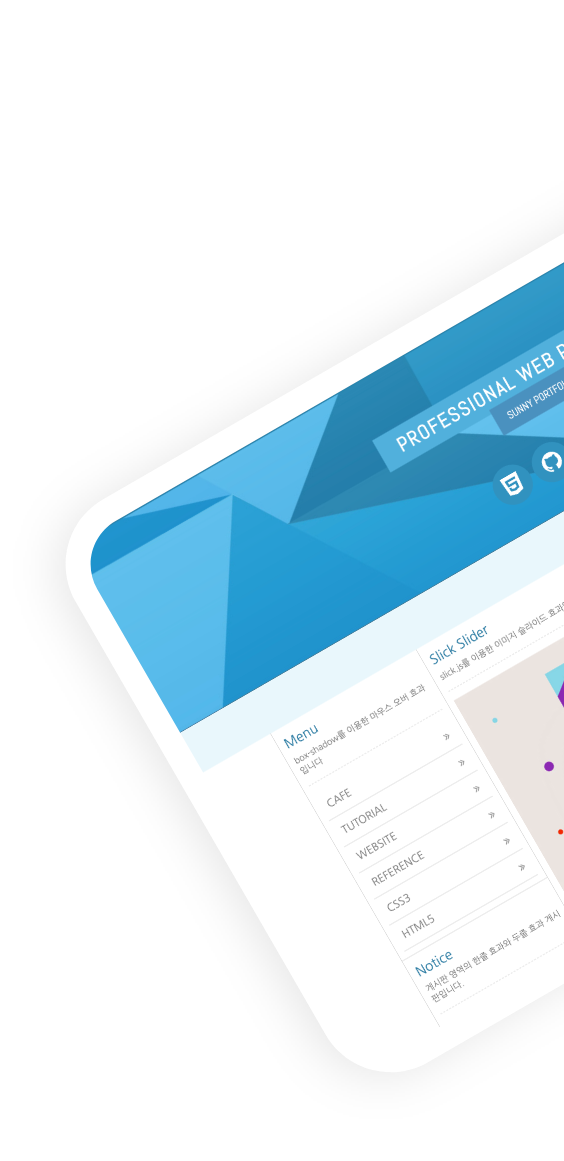 PROFESSIONAL WEB
SUNNY
Menu
box-shadow를 이용한 마우스 오버 효과
입니다
CAFE
TUTORIAL
WEBSITE
REFERENCE
CSS3
HTML5
Notice
게시판 영역의 한줄 효과와 두줄 효과 게시
판입니다.
Slick Slider
slick.js를 이용한 이미지 슬라이드